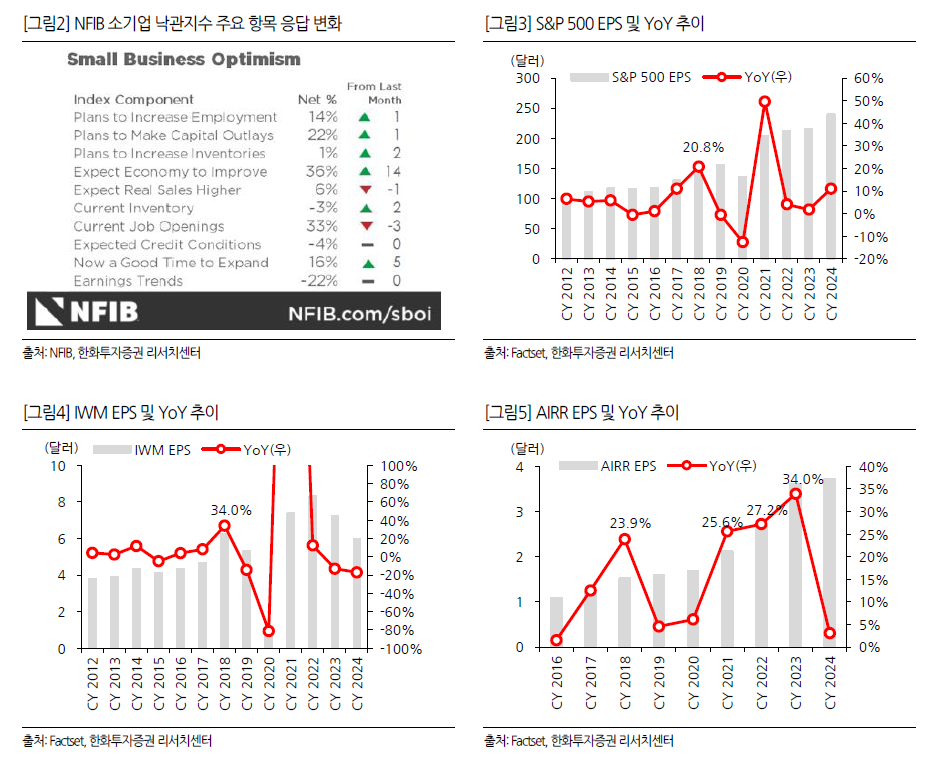 [그림2] NFIB 소기업 낙관지수 주요 항목 응답 변화
Small Business Optimism
Index Component Net % From Last Month
Plans to Increase Employment 14% 1
Plans to Make Capital Outlays 22% 1
Plans to Increase Inventories 1% 2
Expect Economy to Improve 36% 14
Expect Real Sales Higher 6% -1
Current Inventory -3% 2
Current Job Openings 33% -3
Expected Credit Conditions -4% 0
Now a Good Time to Expand 16% 5
Earnings Trends -22% 0
NFIB NFIB.com/sboi
출처: NFIB, 한화투자증권 리서치센터
[그림3] S&P 500 EPS 및 YoY 추이
(달러)
S&P 500 EPS YoY(우)
300 60%
250 50%
200 40%
150 30%
100 20%
50 10%
0 0%
-10%
-20%
20.8%
CY 2012 CY 2013 CY 2014 CY 2015 CY 2016 CY 2017 CY 2018 CY 2019 CY 2020 CY 2021 CY 2022 CY 2023 CY 2024
출처: Factset, 한화투자증권 리서치센터
[그림4] IWM EPS 및 YoY 추이
(달러)
IWM EPS YoY(우)
10 100%
8 80%
6 60%
4 40%
2 20%
0 0%
-20%
-40%
-60%
-80%
-100%
34.0%
CY 2012 CY 2013 CY 2014 CY 2015 CY 2016 CY 2017 CY 2018 CY 2019 CY 2020 CY 2021 CY 2022 CY 2023 CY 2024
출처: Factset, 한화투자증권 리서치센터
[그림5] AIRR EPS 및 YoY 추이
(달러)
AIRR EPS YoY(우)
4 40%
3 35%
2 30%
1 25%
0 20%
15%
10%
5%
0%
23.9% 25.6% 27.2% 34.0%
CY 2016 CY 2017 CY 2018 CY 2019 CY 2020 CY 2021 CY 2022 CY 2023 CY 2024
출처: Factset, 한화투자증권 리서치센터